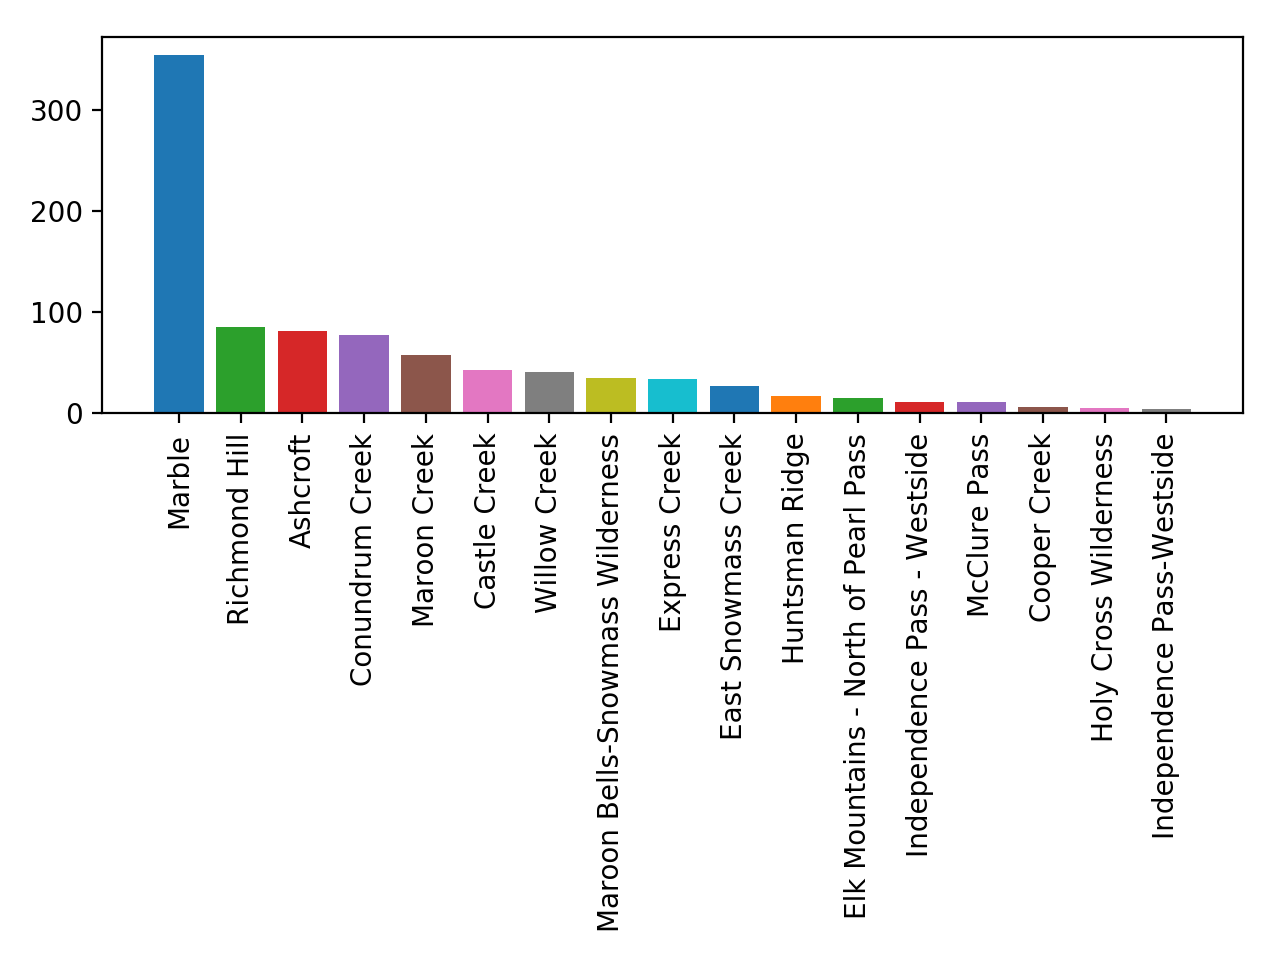 300
200
100
0
Marble
Richmond Hill
Ashcroft
Conundrum Creek
Maroon Creek
Castle Creek
Willow Creek
Maroon Bells-Snowmass Wilderness
Express Creek
East Snowmass Creek
Huntsman Ridge
Elk Mountains - North of Pearl Pass
Independence Pass - Westside
McClure Pass
Cooper Creek
Holy Cross Wilderness
Independence Pass-Westside